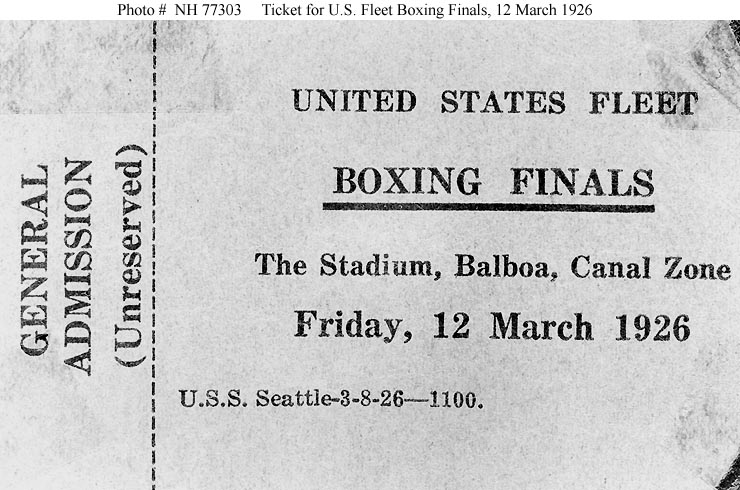 Photo #  NH 77303     Ticket for U.S. Fleet Boxing Finals, 12 March 1926
GENERAL
ADMISSION
(Unreserved)
UNITED STATES FLEET
BOXING FINALS
The Stadium, Balboa, Canal Zone
Friday, 12 March 1926
U.S.S. Seattle-3-8-26—1100.